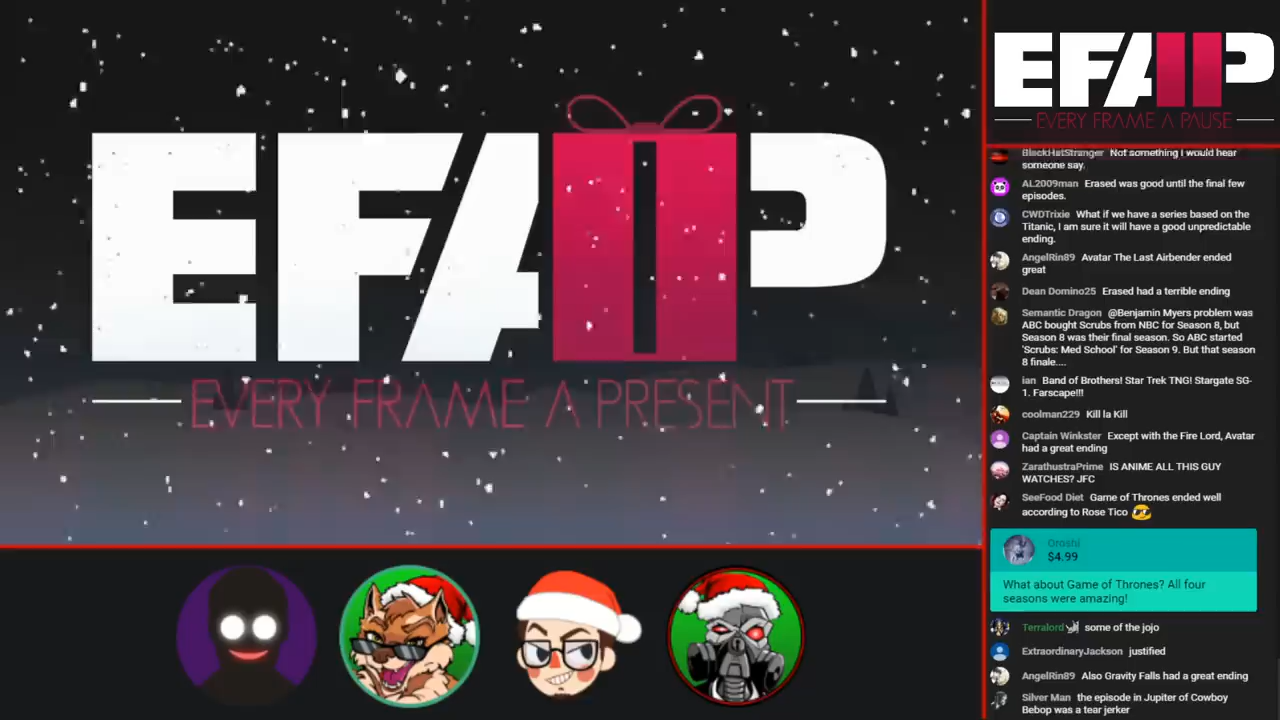 EFAP
EVERY FRAME A PRESENT
EFAP
EVERY FRAME A PAUSE
BlackHatStranger Not something I would hear
someone say.
AL2009man Erased was good until the final few
episodes.
CWDTrixie What if we have a series based on the
Titanic, I am sure it will have a good unpredictable
ending.
AngelRin89 Avatar The Last Airbender ended
great
Dean Domino25 Erased had a terrible ending
Semantic Dragon @Benjamin Myers problem was
ABC bought Scrubs from NBC for Season 8, but
Season 8 was their final season. So ABC started
'Scrubs: Med School' for Season 9. But that season
8 finale....
ian Band of Brothers! Star Trek TNG! Stargate SG-
1. Farscape!!!
coolman229 Kill la Kill
Captain Winkster Except with the Fire Lord, Avatar
had a great ending
ZarathustraPrime IS ANIME ALL THIS GUY
WATCHES? JFC
SeeFood Diet Game of Thrones ended well
according to Rose Tico
Oroshi
$4.99
What about Game of Thrones? All four
seasons were amazing!
Terralord some of the jojo
ExtraordinaryJackson justified
AngelRin89 Also Gravity Falls had a great ending
Silver Man the episode in Jupiter of Cowboy
Bebop was a tear jerker